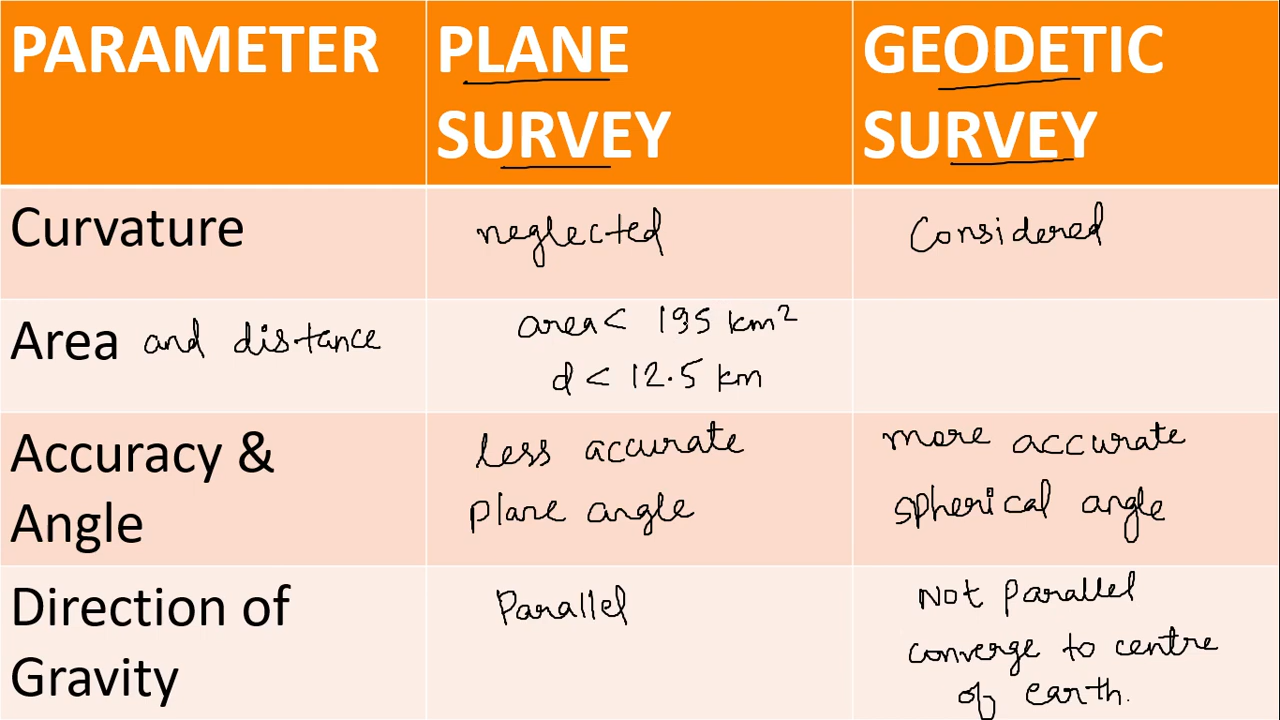 PARAMETER
PLANE
SURVEY
GEODETIC
SURVEY
Curvature
neglected
Considered
Area and distance
area < 195 km²
d < 12.5 km
Accuracy &
Angle
less accurate
plane angle
more accurate
spherical angle
Direction of
Gravity
Parallel
Not parallel
converge to centre
of earth.